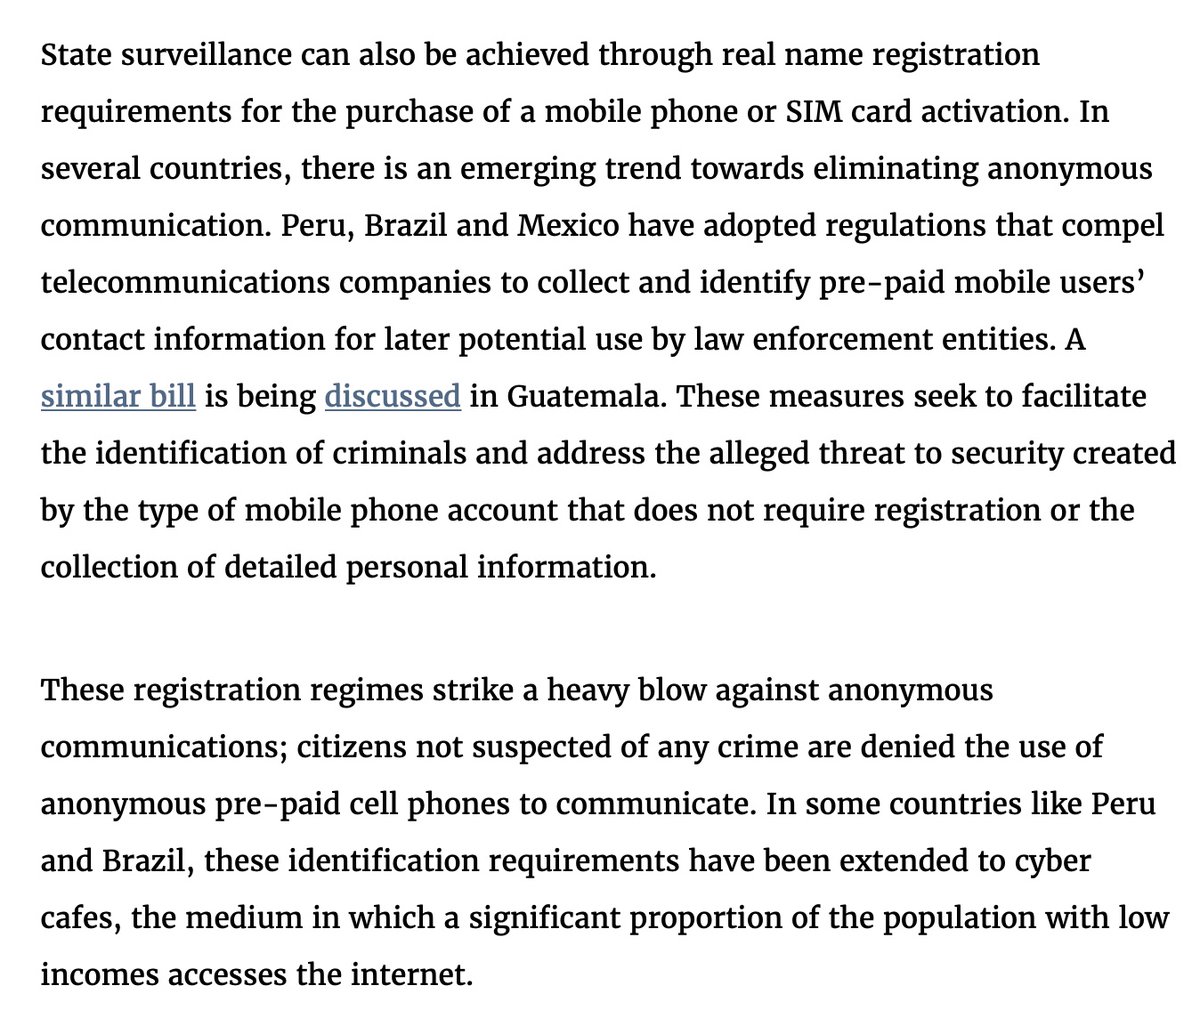 State surveillance can also be achieved through real name registration
requirements for the purchase of a mobile phone or SIM card activation. In
several countries, there is an emerging trend towards eliminating anonymous
communication. Peru, Brazil and Mexico have adopted regulations that compel
telecommunications companies to collect and identify pre-paid mobile users’
contact information for later potential use by law enforcement entities. A
similar bill is being discussed in Guatemala. These measures seek to facilitate
the identification of criminals and address the alleged threat to security created
by the type of mobile phone account that does not require registration or the
collection of detailed personal information.
These registration regimes strike a heavy blow against anonymous
communications; citizens not suspected of any crime are denied the use of
anonymous pre-paid cell phones to communicate. In some countries like Peru
and Brazil, these identification requirements have been extended to cyber
cafes, the medium in which a significant proportion of the population with low
incomes accesses the internet.